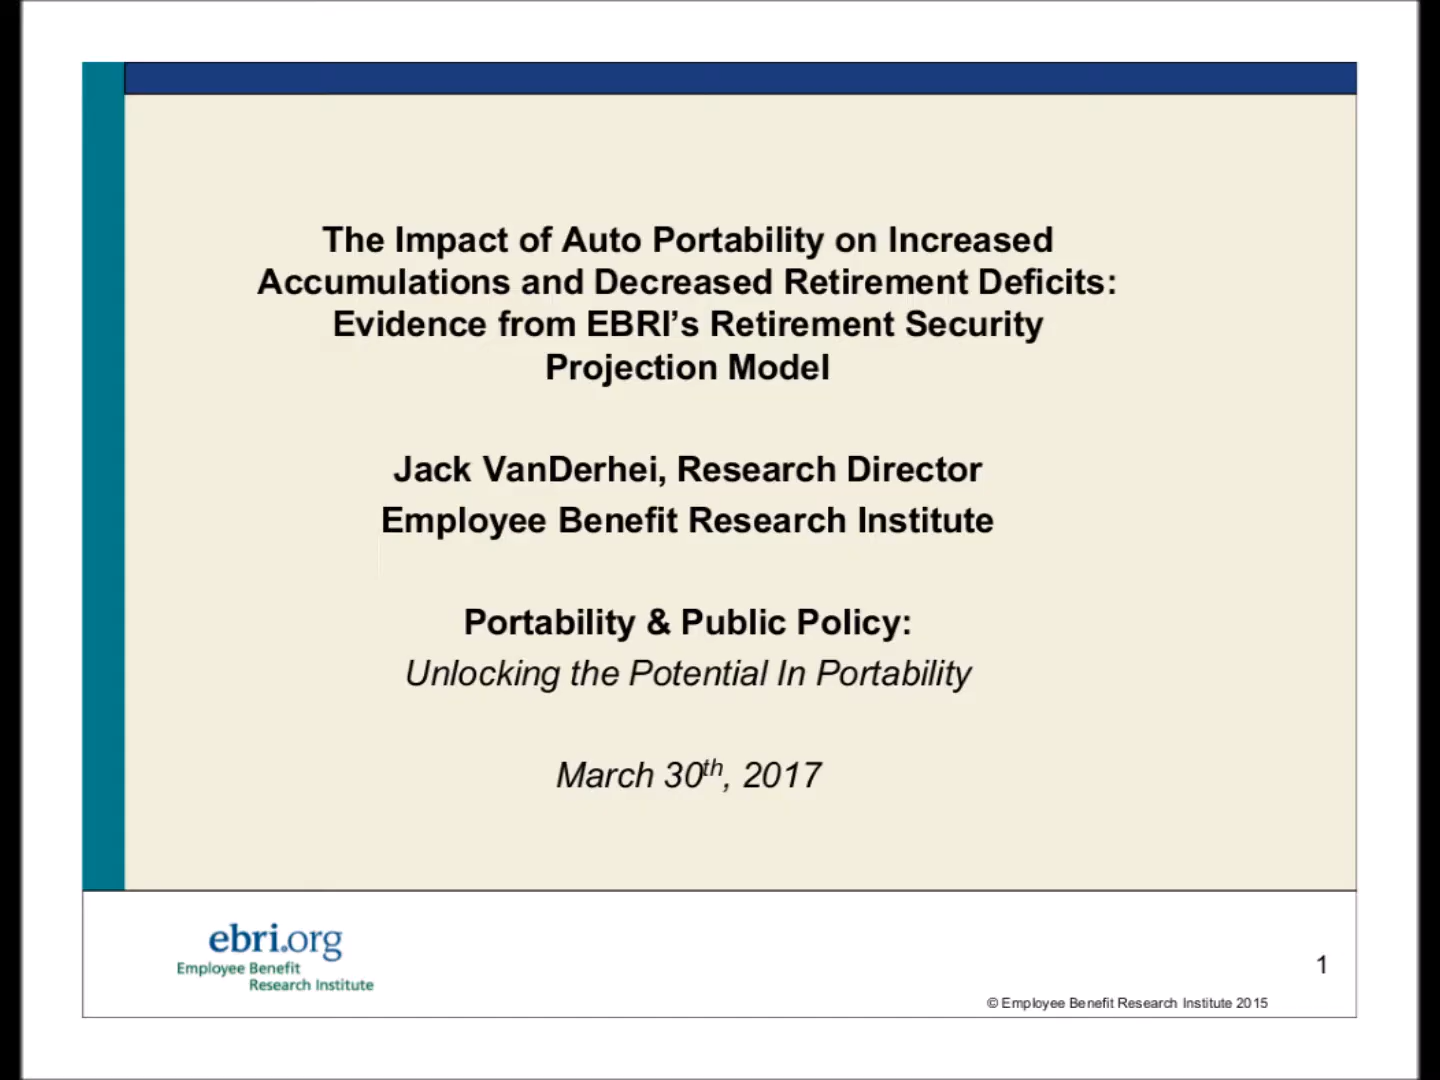 The Impact of Auto Portability on Increased
Accumulations and Decreased Retirement Deficits:
Evidence from EBRI’s Retirement Security
Projection Model
Jack VanDerhei, Research Director
Employee Benefit Research Institute
Portability & Public Policy:
Unlocking the Potential In Portability
March 30th, 2017
ebri.org
Employee Benefit
Research Institute
1
© Employee Benefit Research Institute 2015